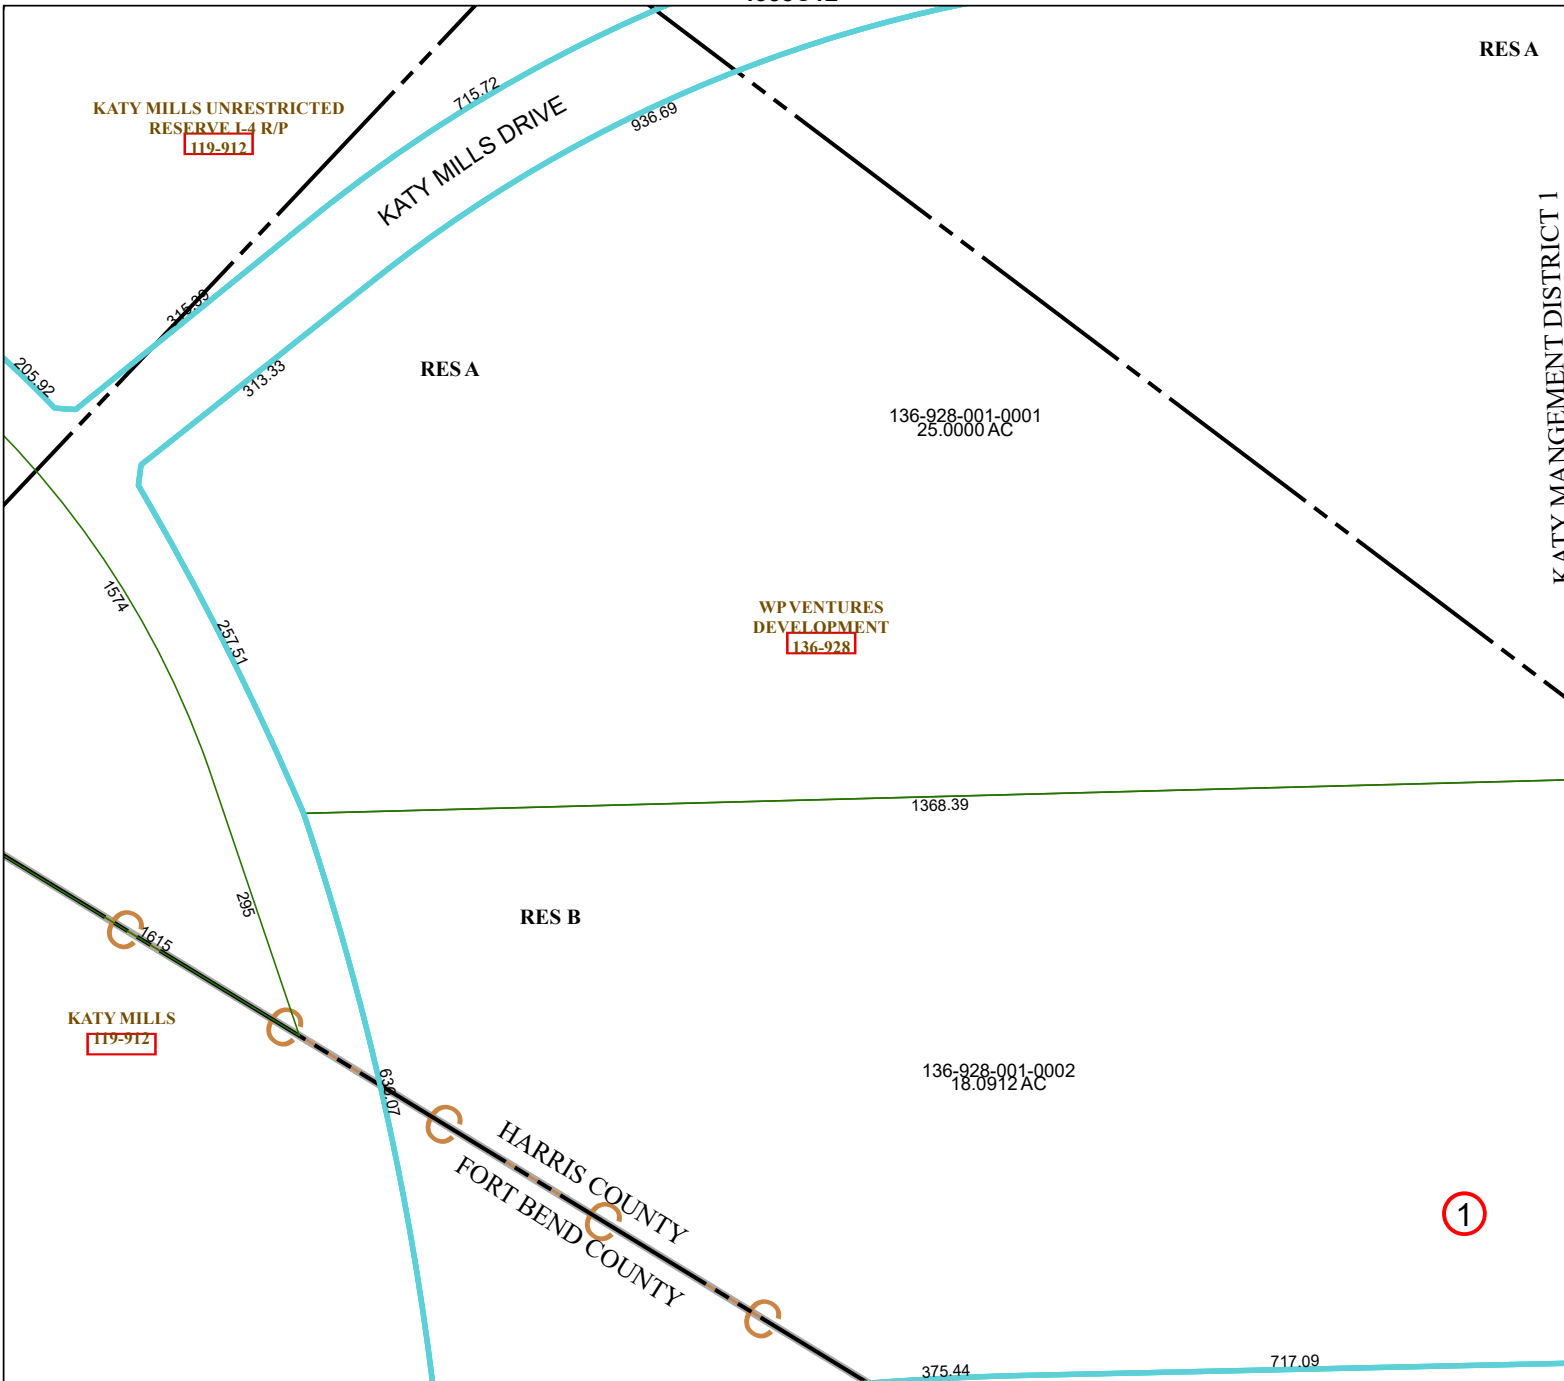 RES A
KATY MILLS UNRESTRICTED
RESERVE I-4 R/P
119-912
715.72
936.69
KATY MILLS DRIVE
KATY MANGEMENT DISTRICT 1
315.39
205.92
313.33
RES A
136-928-001-0001
25.0000 AC
1574
257.51
WP VENTURES
DEVELOPMENT
136-928
1368.39
295
RES B
1615
KATY MILLS
119-912
136-928-001-0002
18.0912 AC
HARRIS COUNTY
FORT BEND COUNTY
1
375.44
717.09